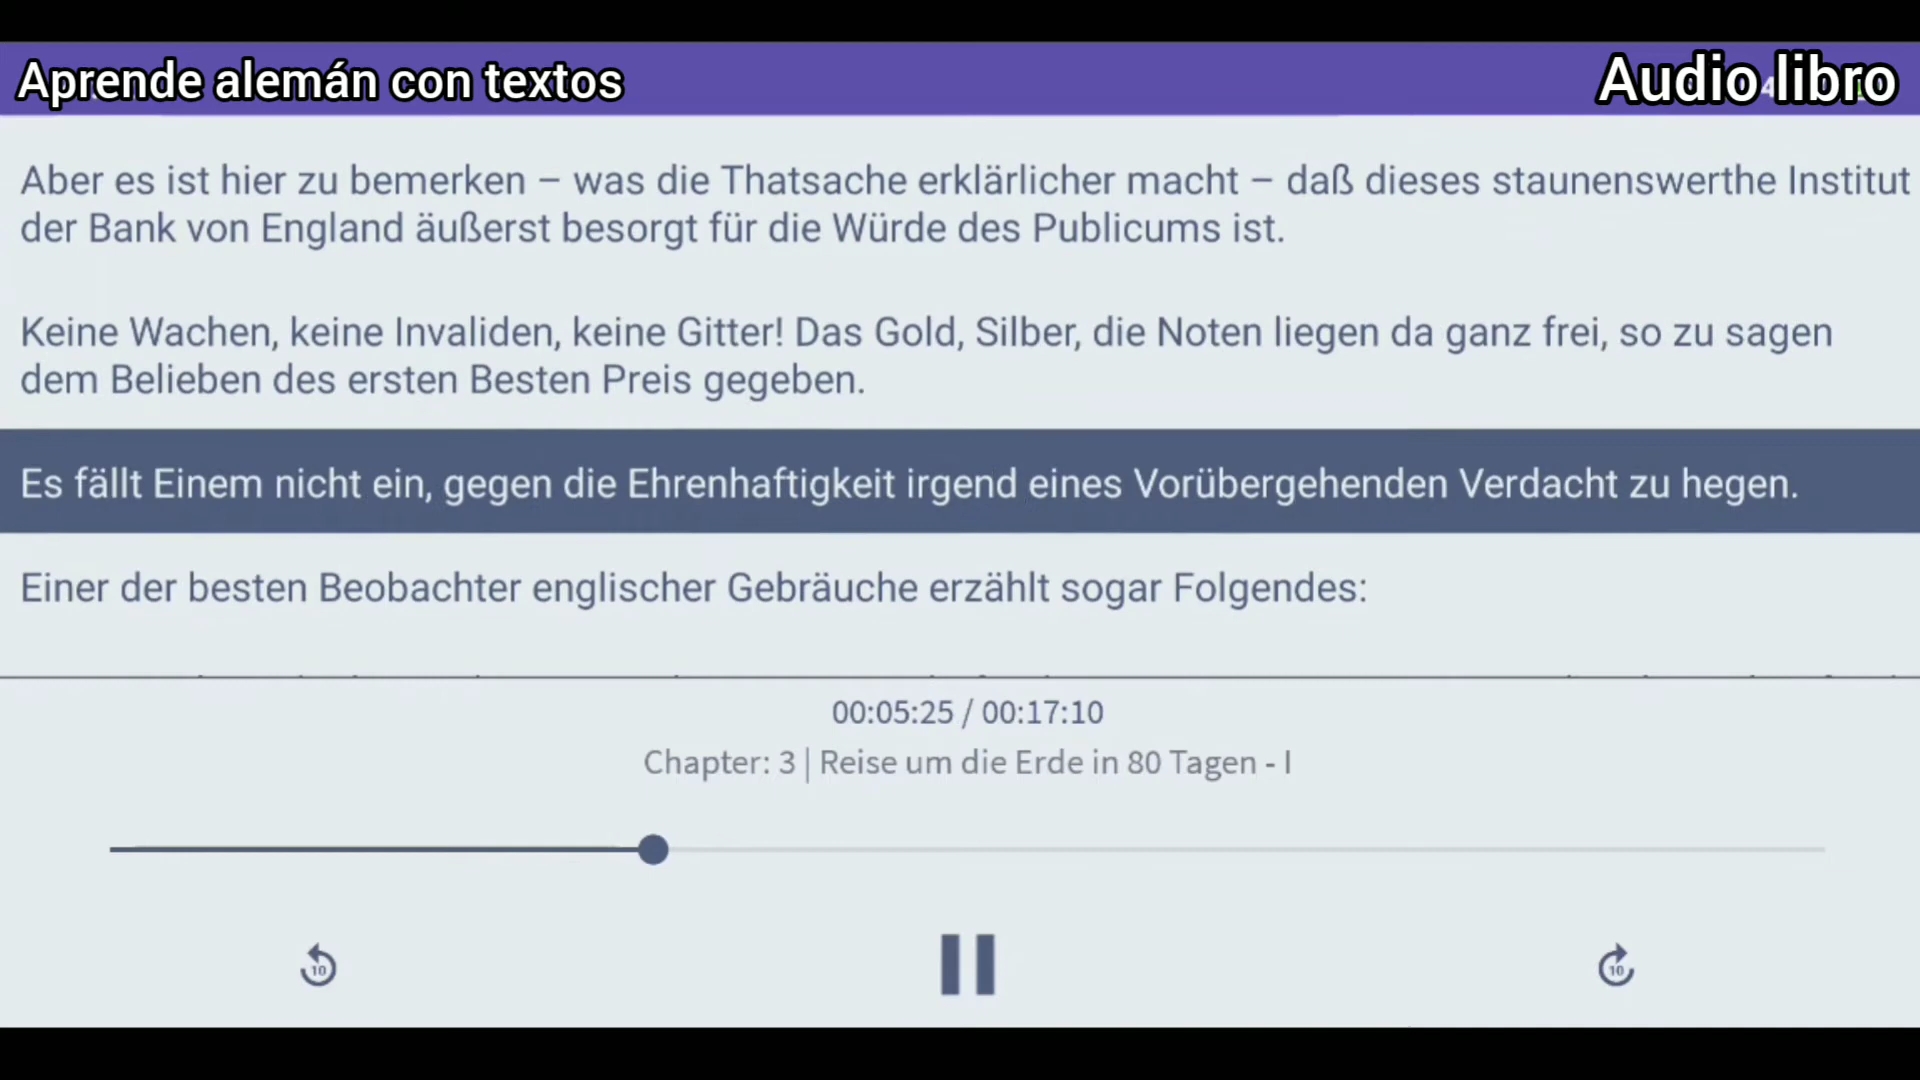 Aprende alemán con textos
Audio libro
Aber es ist hier zu bemerken – was die Thatsache erklärlicher macht – daß dieses staunenswerthe Institut
der Bank von England äußerst besorgt für die Würde des Publicums ist.
Keine Wachen, keine Invaliden, keine Gitter! Das Gold, Silber, die Noten liegen da ganz frei, so zu sagen
dem Belieben des ersten Besten Preis gegeben.
Es fällt Einem nicht ein, gegen die Ehrenhaftigkeit irgend eines Vorübergehenden Verdacht zu hegen.
Einer der besten Beobachter englischer Gebräuche erzählt sogar Folgendes:
00:05:25 / 00:17:10
Chapter: 3 | Reise um die Erde in 80 Tagen - I
10
10